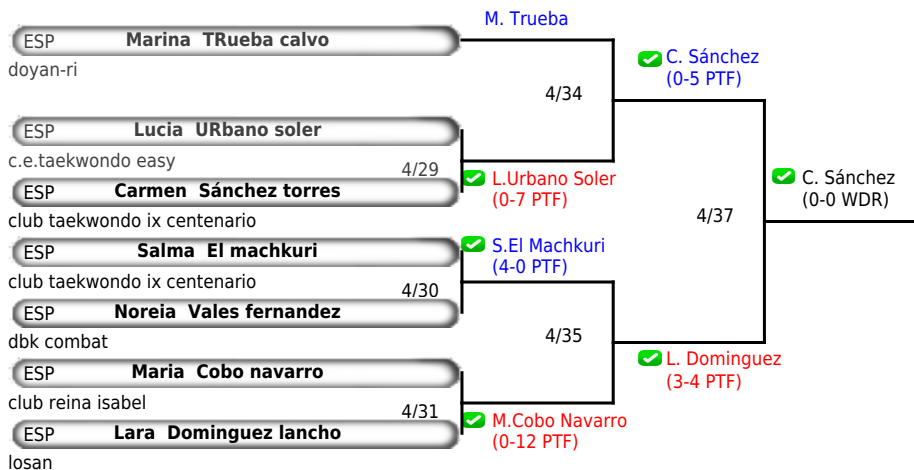 M. Trueba
ESP Marina TRueba calvo
doyan-ri
C. Sánchez
(0-5 PTF)
4/34
ESP Lucia URbano soler
c.e.taekwondo easy
4/29
ESP Carmen Sánchez torres
club taekwondo ix centenario
L.Urbano Soler
(0-7 PTF)
C. Sánchez
(0-0 WDR)
4/37
ESP Salma El machkuri
club taekwondo ix centenario
S.El Machkuri
(4-0 PTF)
4/30
ESP Noreia Vales fernandez
dbk combat
4/35
L. Dominguez
(3-4 PTF)
ESP Maria Cobo navarro
club reina isabel
4/31
ESP Lara Dominguez lancho
losan
M.Cobo Navarro
(0-12 PTF)